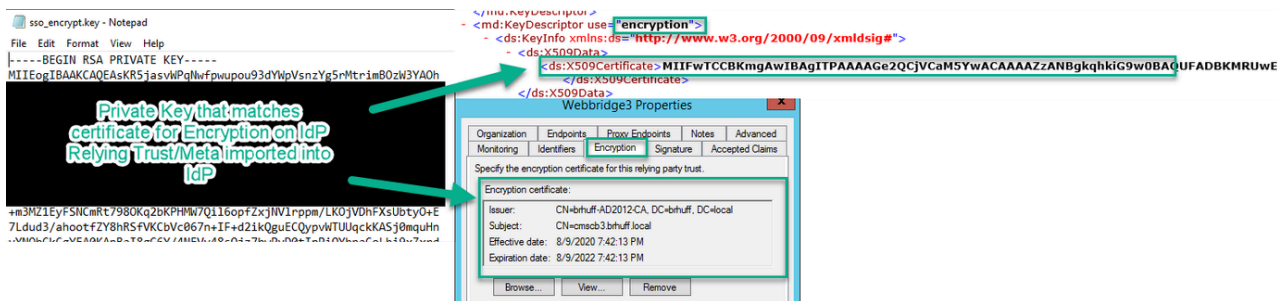 sso_encrypt.key - Notepad
File Edit Format View Help
-----BEGIN RSA PRIVATE KEY-----
MIIEogIBAAKCAQEAsKR5jasvWPqNwfpwupou93dYWpVsnzYg5rMtrimBOzW3YAOh
Private Key that matches
certificate for Encryption on IdP
Relying Trust/Meta imported into
IdP
+m3MZ1EyFSNCmRt798OKq2bKPHMW7Qil6opfZxjNVlrppm/LKOjVDhFXsUbtyO+E
7Ldud3/ahootfZY8hRSfVKCbVc067n+IF+d2ikQguECQypvWTUUqckKASj0mquHn
</md:KeyDescriptor>
- <md:KeyDescriptor use="encryption">
- <ds:KeyInfo xmlns:ds="http://www.w3.org/2000/09/xmldsig#">
- <ds:X509Data>
<ds:X509Certificate>MIIFwTCCBKmgAwIBAgITPAAAAGe2QCjVCaM5YwACAAAAZzANBgkqhkiG9w0BAQUFADBKMRUwE
</ds:X509Certificate>
</ds:X509Data>
Webbridge3 Properties
x
Organization Endpoints Proxy Endpoints Notes Advanced
Monitoring Identifiers Encryption Signature Accepted Claims
Specify the encryption certificate for this relying party trust.
Encryption certificate:
Issuer: CN=brhuff-AD2012-CA, DC=brhuff, DC=local
Subject: CN=cmscb3.brhuff.local
Effective date: 8/9/2020 7:42:13 PM
Expiration date: 8/9/2022 7:42:13 PM
Browse... View... Remove